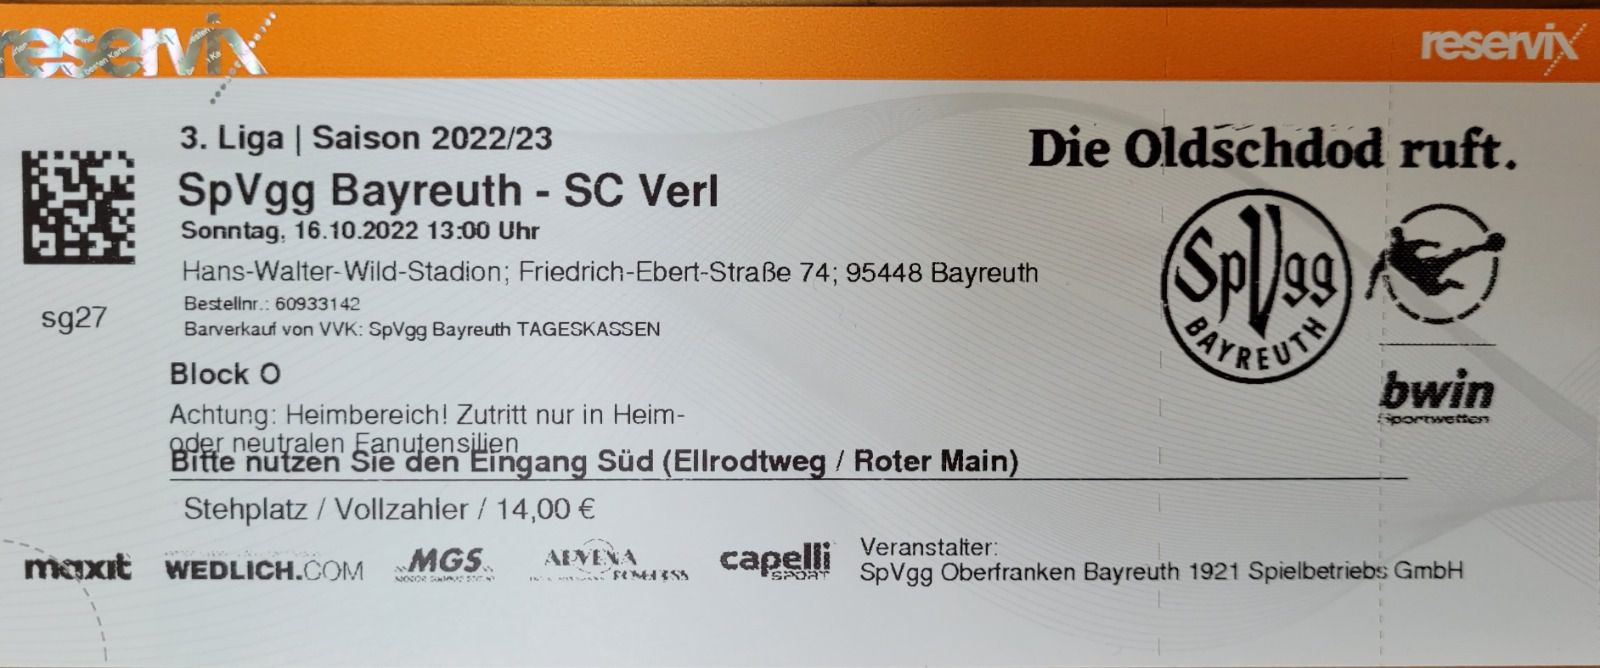 reservix
reservix
3. Liga | Saison 2022/23
SpVgg Bayreuth - SC Verl
Sonntag, 16.10.2022 13:00 Uhr
Hans-Walter-Wild-Stadion; Friedrich-Ebert-Straße 74; 95448 Bayreuth
Bestellnr.: 60933142
Barverkauf von VVK: SpVgg Bayreuth TAGESKASSEN
sg27
Die Oldschdod ruft.
SpVgg
BAYREUTH
bwin
Sportwetten
Block O
Achtung: Heimbereich! Zutritt nur in Heim-
oder neutralen Fanutensilien
Bitte nutzen Sie den Eingang Süd (Ellrodtweg / Roter Main)
Stehplatz / Vollzahler / 14,00 €
maxit
WEDLICH.COM
MGS
ALVENA
capelli
SPORT
Veranstalter:
SpVgg Oberfranken Bayreuth 1921 Spielbetriebs GmbH